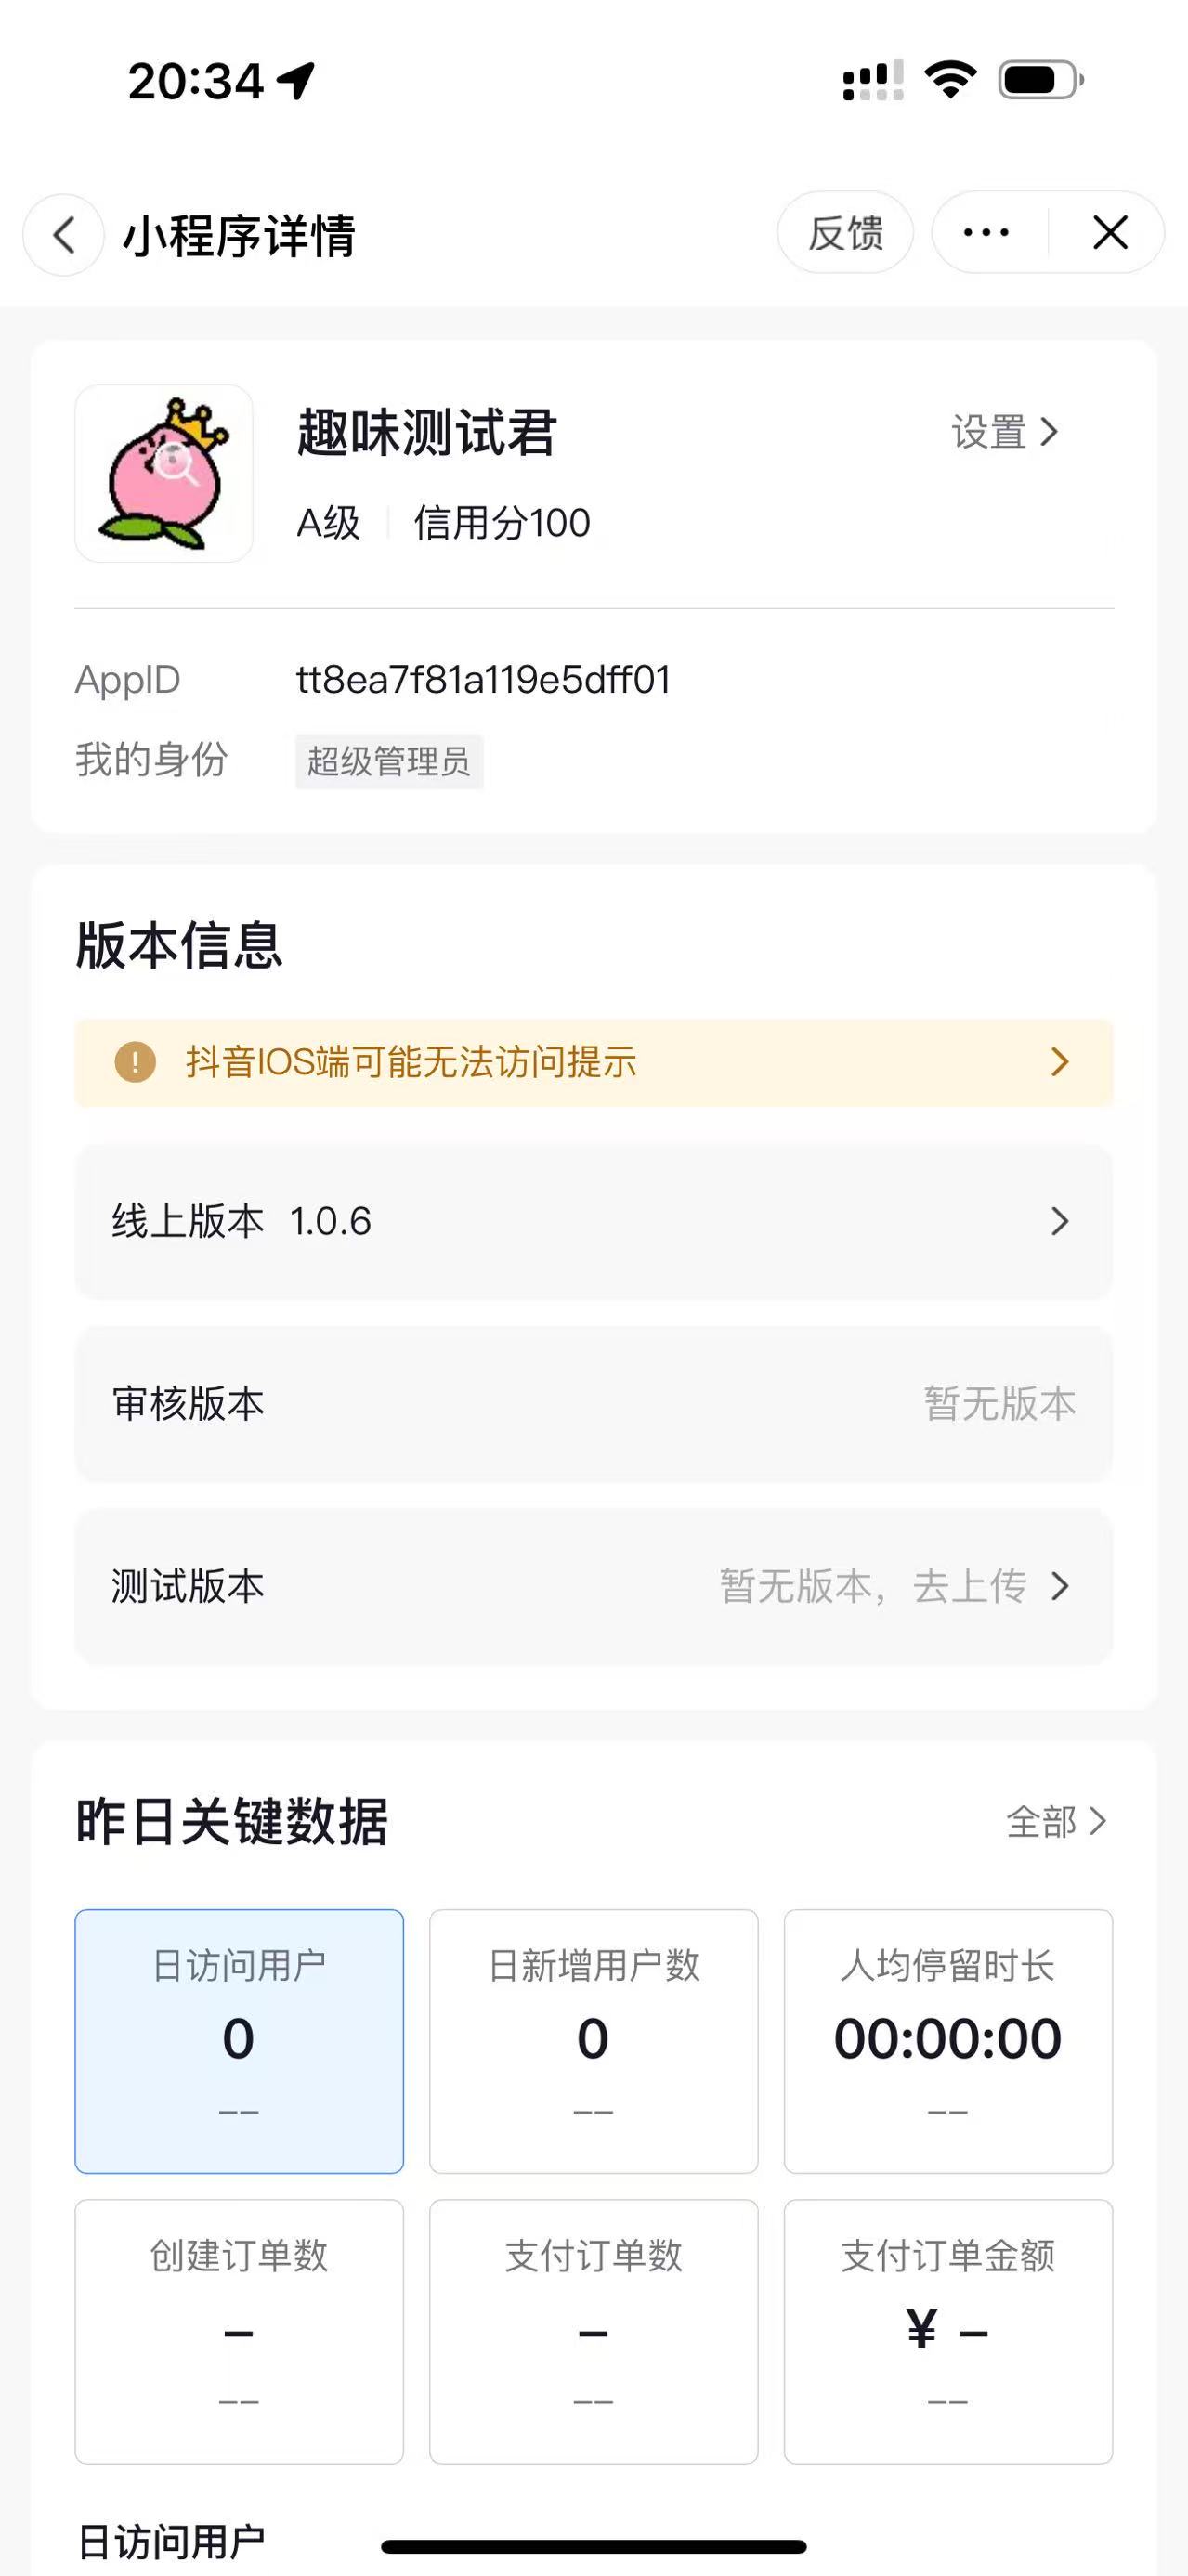 20:34
小程序详情
反馈
趣味测试君
设置
A级
信用分100
AppID tt8ea7f81a119e5dff01
我的身份 超级管理员
版本信息
抖音IOS端可能无法访问提示
线上版本 1.0.6
审核版本 暂无版本
测试版本 暂无版本，去上传
昨日关键数据
全部
日访问用户
0
--
日新增用户数
0
--
人均停留时长
00:00:00
--
创建订单数
–
--
支付订单数
–
--
支付订单金额
¥ –
--
日访问用户